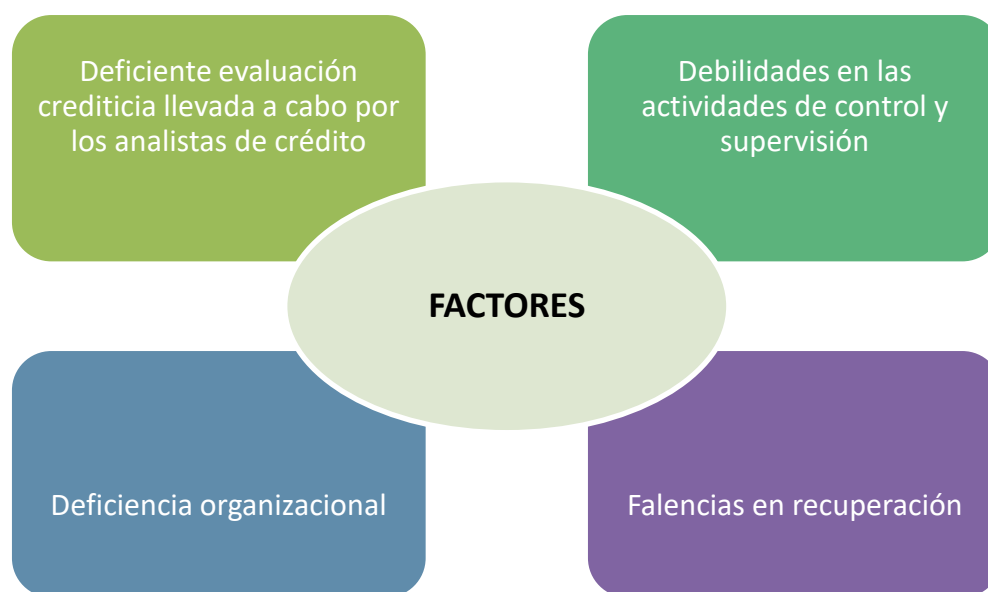 Deficiente evaluación
crediticia llevada a cabo por
los analistas de crédito
Debilidades en las
actividades de control y
supervisión
FACTORES
Deficiencia organizacional
Falencias en recuperación